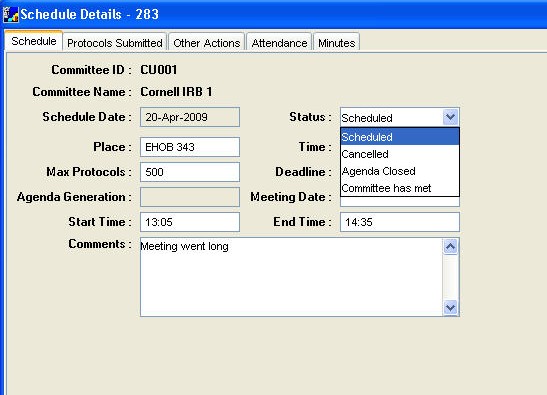 Schedule Details - 283
Schedule Protocols Submitted Other Actions Attendance Minutes
Committee ID : CU001
Committee Name : Cornell IRB 1
Schedule Date : 20-Apr-2009 Status : Scheduled
Scheduled
Place : EHOB 343 Time :
Cancelled
Max Protocols : 500 Deadline : Agenda Closed
Committee has met
Agenda Generation : Meeting Date :
Start Time : 13:05 End Time : 14:35
Comments : Meeting went long